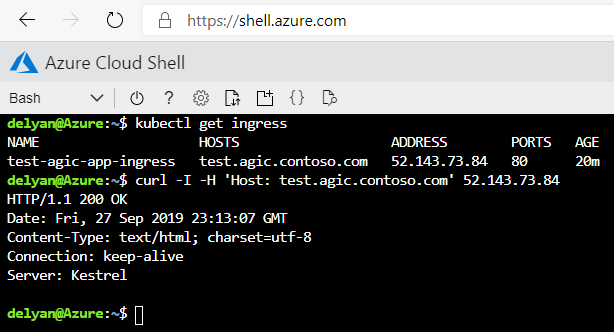 https://shell.azure.com
Azure Cloud Shell
Bash ? {}
delyan@Azure:~$ kubectl get ingress
NAME HOSTS ADDRESS PORTS AGE
test-agic-app-ingress test.agic.contoso.com 52.143.73.84 80 20m
delyan@Azure:~$ curl -I -H 'Host: test.agic.contoso.com' 52.143.73.84
HTTP/1.1 200 OK
Date: Fri, 27 Sep 2019 23:13:07 GMT
Content-Type: text/html; charset=utf-8
Connection: keep-alive
Server: Kestrel
delyan@Azure:~$